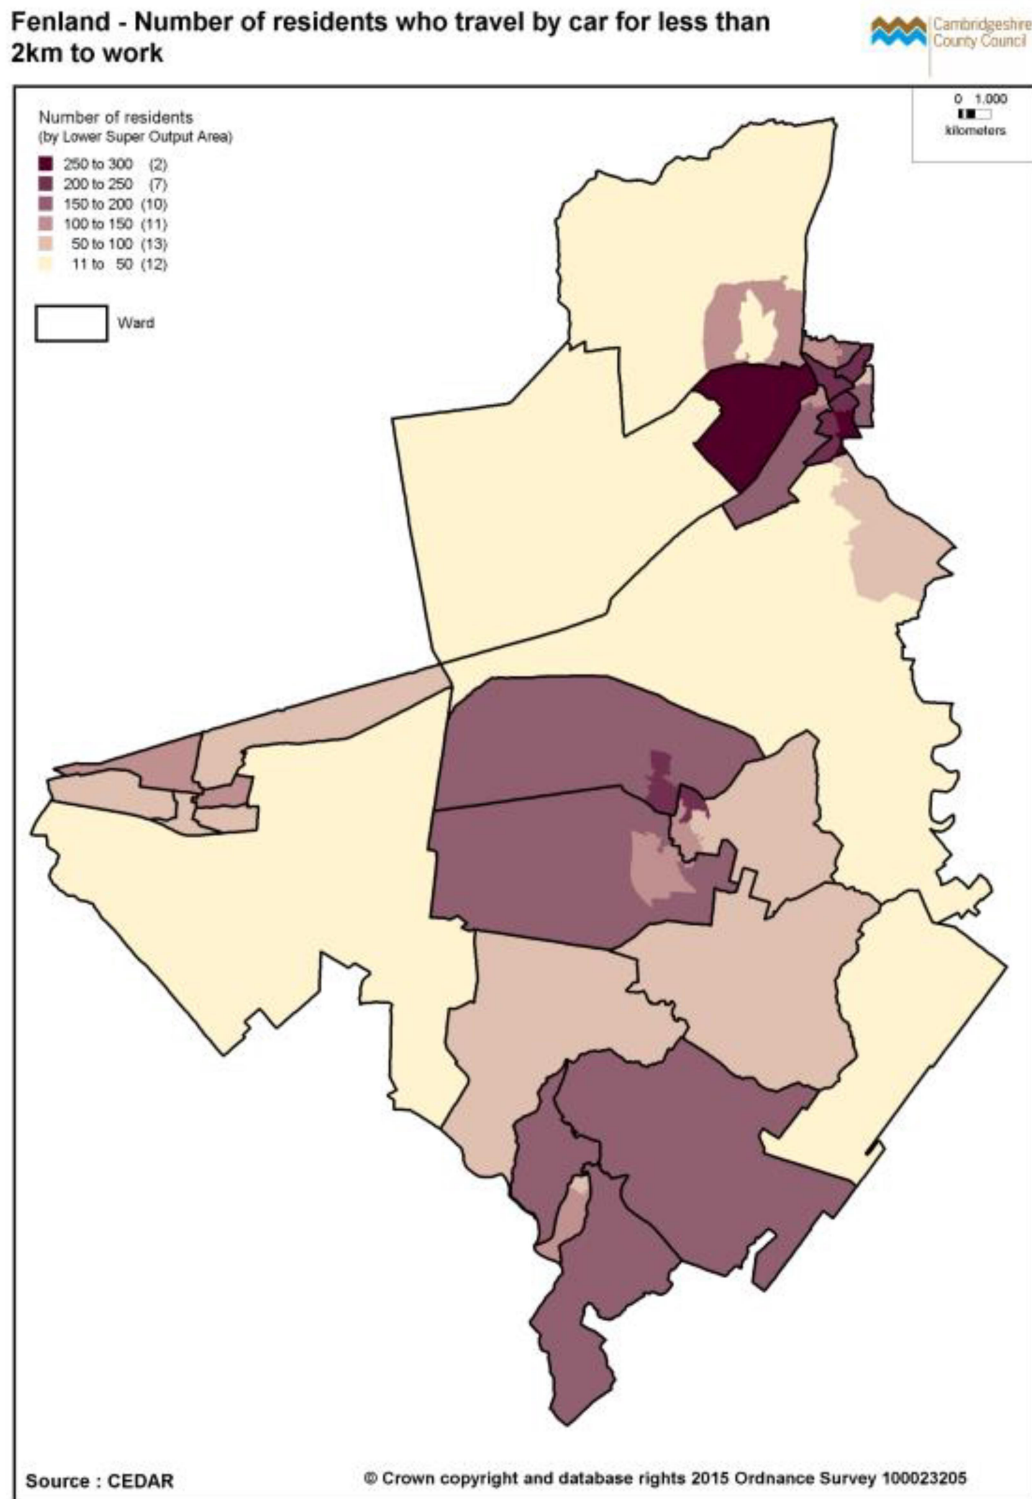 Fenland - Number of residents who travel by car for less than
2km to work
Cambridgeshire
County Council
Number of residents
(by Lower Super Output Area)
250 to 300 (2)
200 to 250 (7)
150 to 200 (10)
100 to 150 (11)
50 to 100 (13)
11 to 50 (12)
Ward
0 1.000
kilometers
Source : CEDAR
© Crown copyright and database rights 2015 Ordnance Survey 100023205